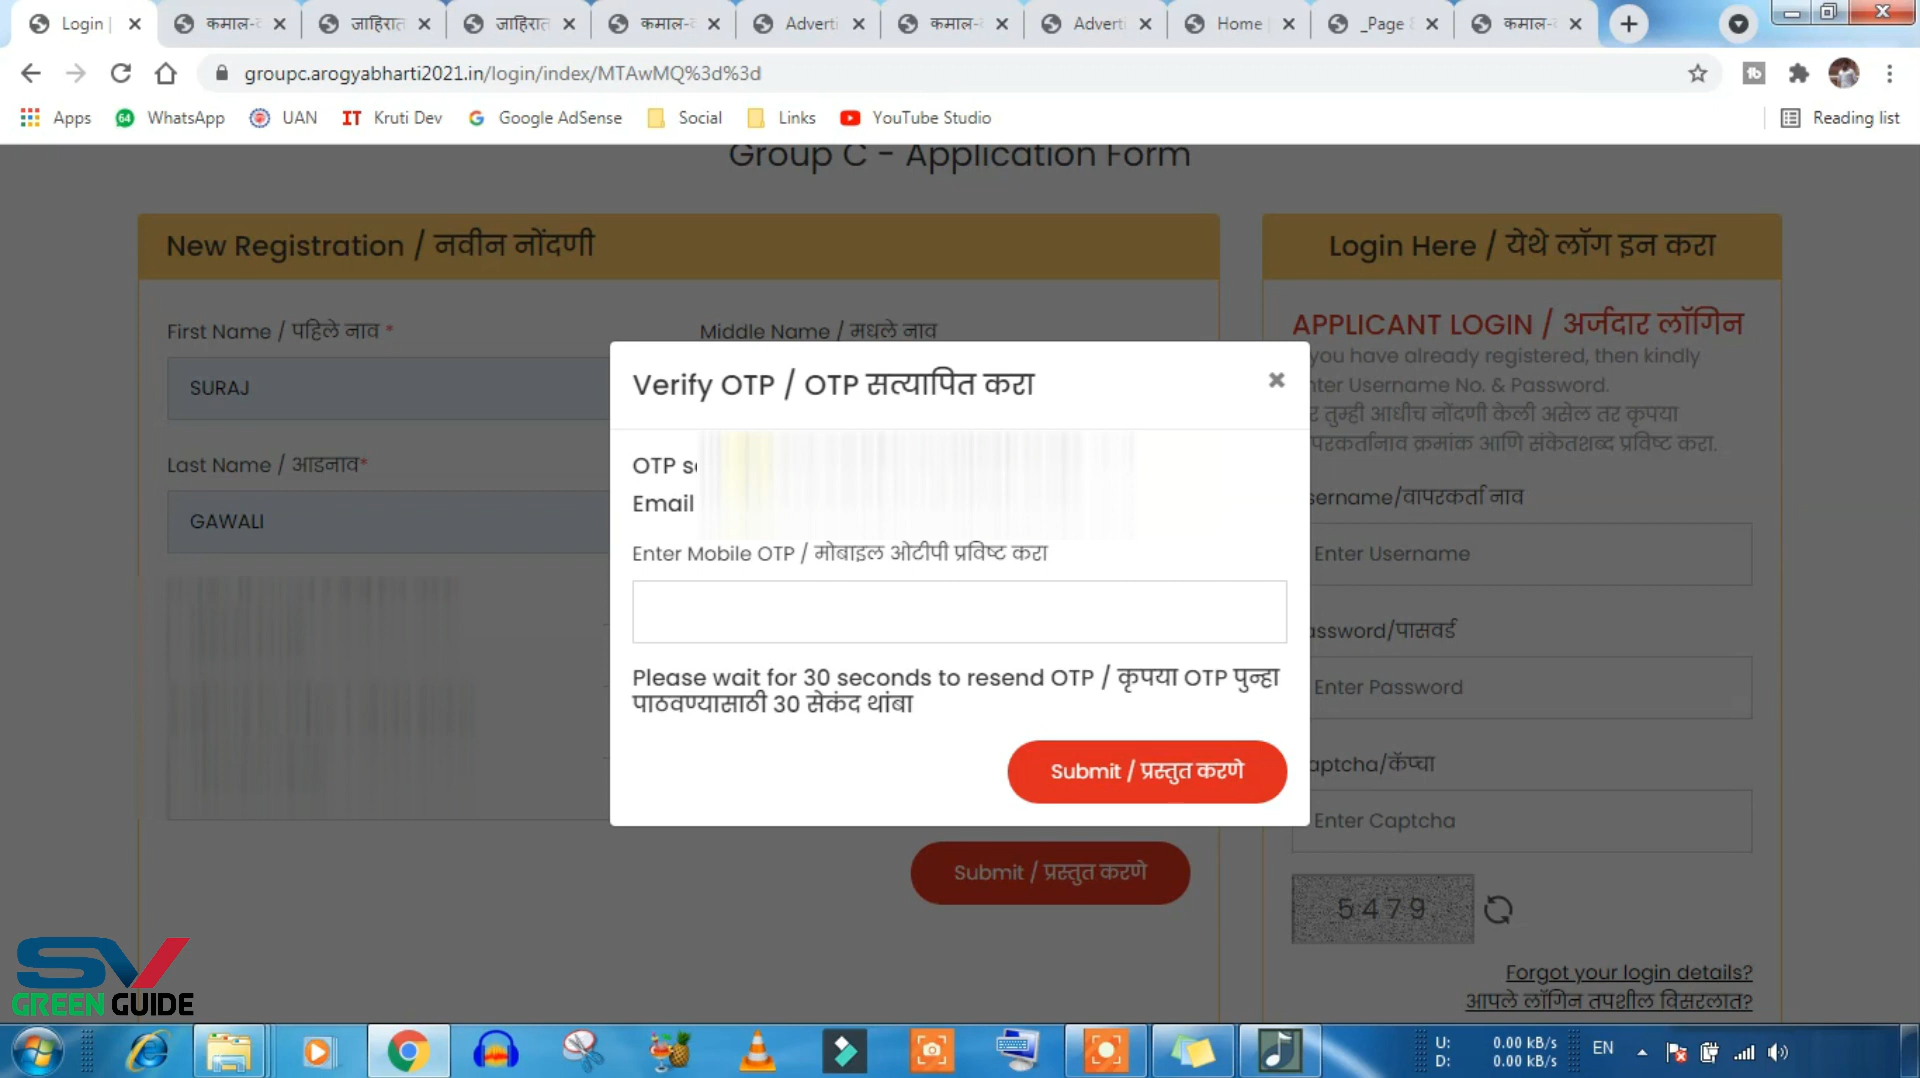 Login |
कमाल-व
जाहिरात
जाहिरात
कमाल-व
Adverti
कमाल-व
Adverti
Home |
_Page 8
कमाल-व
groupc.arogyabharti2021.in/login/index/MTAwMQ%3d%3d
Apps
64
WhatsApp
UAN
IT Kruti Dev
Google AdSense
Social
Links
YouTube Studio
Reading list
Group C - Application Form
New Registration / नवीन नोंदणी
First Name / पहिले नाव *
Middle Name / मधले नाव
SURAJ
Last Name / आडनाव*
GAWALI
Verify OTP / OTP सत्यापित करा
OTP se
Email
Enter Mobile OTP / मोबाइल ओटीपी प्रविष्ट करा
Please wait for 30 seconds to resend OTP / कृपया OTP पुन्हा
पाठवण्यासाठी 30 सेकंद थांबा
Submit / प्रस्तुत करणे
Submit / प्रस्तुत करणे
Login Here / येथे लॉग इन करा
APPLICANT LOGIN / अर्जदार लॉगिन
you have already registered, then kindly
nter Username No. & Password.
र तुम्ही आधीच नोंदणी केली असेल तर कृपया
परकर्तानाव क्रमांक आणि संकेतशब्द प्रविष्ट करा.
sername/वापरकर्ता नाव
Enter Username
assword/पासवर्ड
Enter Password
aptcha/कॅप्चा
Enter Captcha
5479
Forgot your login details?
आपले लॉगिन तपशील विसरलात?
SV
GREEN GUIDE
U: 0.00 kB/s
D: 0.00 kB/s
EN